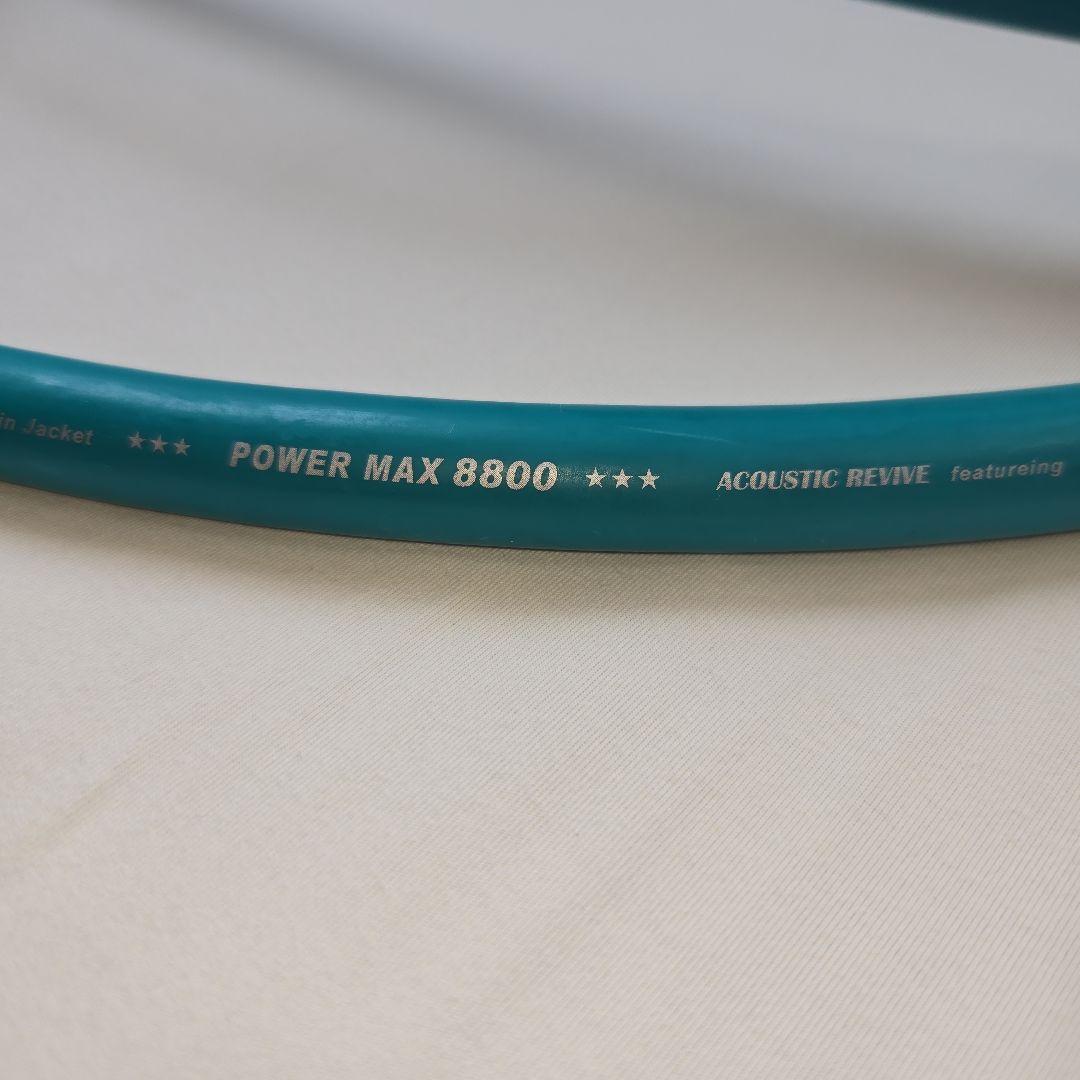 in Jacket ★★★ POWER MAX 8800 ★★★ ACOUSTIC REVIVE featureing